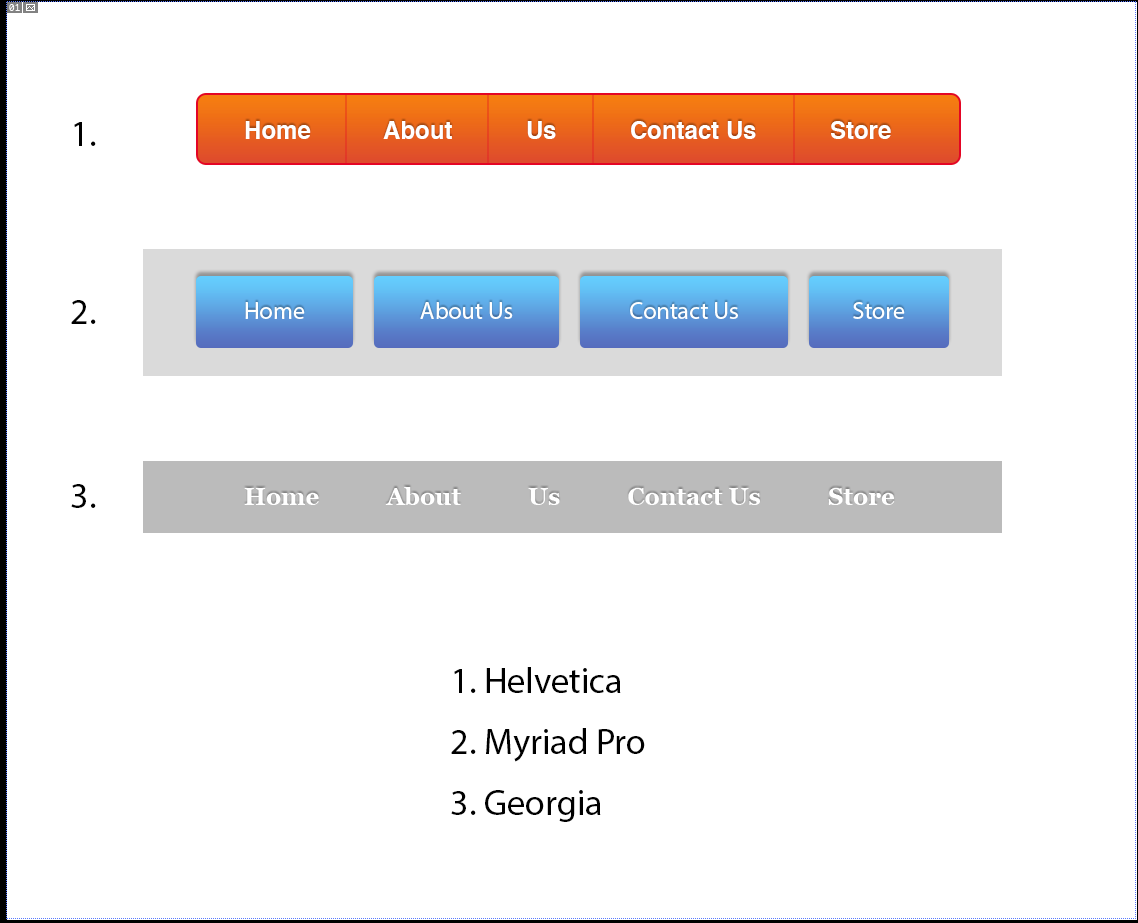 01
1. Home About Us Contact Us Store
2. Home About Us Contact Us Store
3. Home About Us Contact Us Store
1. Helvetica
2. Myriad Pro
3. Georgia